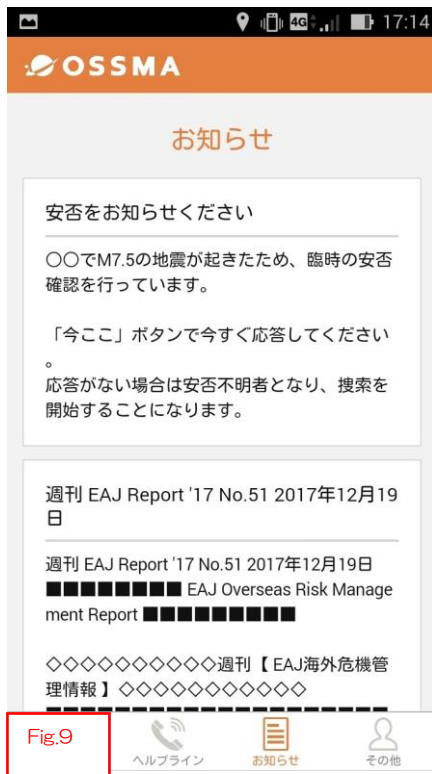 4G 17:14
OSSMA
お知らせ
安否をお知らせください
〇〇でM7.5の地震が起きたため、臨時の安否
確認を行っています。
「今ここ」ボタンで今すぐ応答してください
。
応答がない場合は安否不明者となり、捜索を
開始することになります。
週刊 EAJ Report '17 No.51 2017年12月19
日
週刊 EAJ Report '17 No.51 2017年12月19日
■■■■■■■■ EAJ Overseas Risk Manage
ment Report ■■■■■■■■■
◇◇◇◇◇◇◇◇◇◇週刊【 EAJ海外危機管
理情報 】◇◇◇◇◇◇◇◇◇◇◇
Fig.9
ヘルプライン お知らせ その他